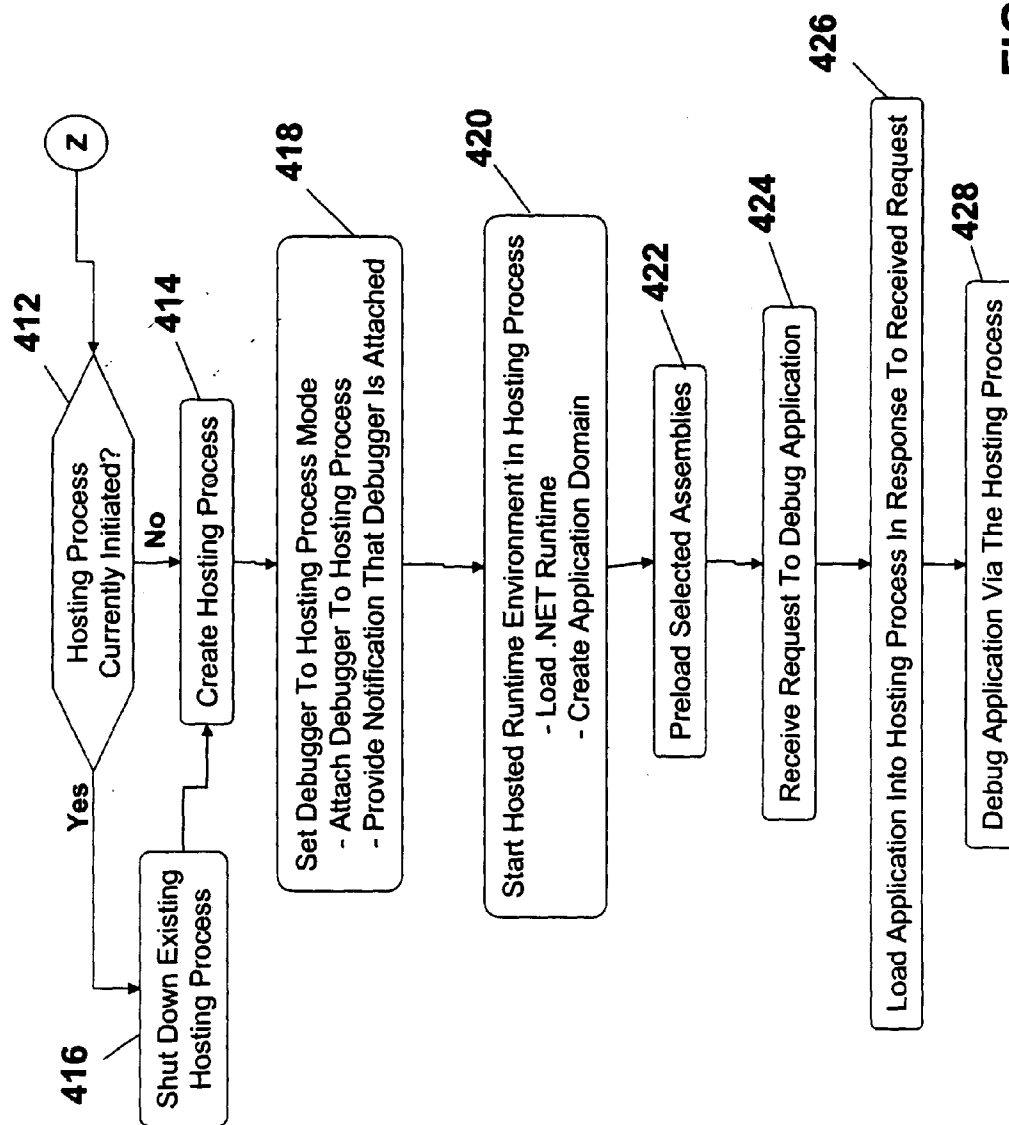 Z
412
Hosting Process
Currently Initiated?
Yes
No
416
Shut Down Existing
Hosting Process
414
Create Hosting Process
418
Set Debugger To Hosting Process Mode
- Attach Debugger To Hosting Process
- Provide Notification That Debugger Is Attached
420
Start Hosted Runtime Environment In Hosting Process
- Load .NET Runtime
- Create Application Domain
422
Preload Selected Assemblies
424
Receive Request To Debug Application
426
Load Application Into Hosting Process In Response To Received Request
428
Debug Application Via The Hosting Process